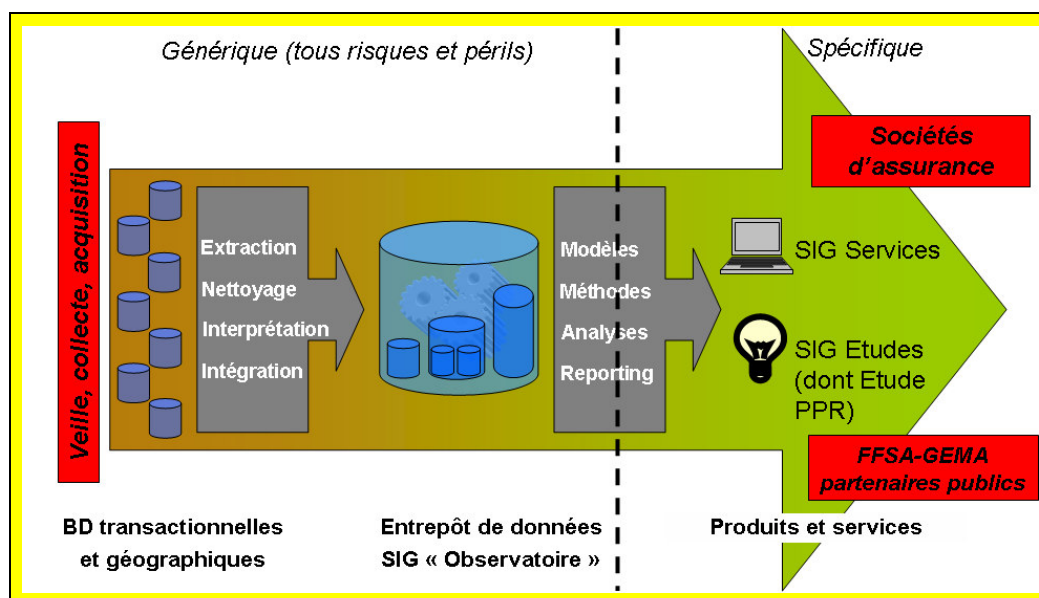 Générique (tous risques et périls)
Spécifique
Veille, collecte, acquisition
Extraction
Nettoyage
Interprétation
Intégration
Modèles
Méthodes
Analyses
Reporting
Sociétés
d'assurance
SIG Services
SIG Etudes
(dont Etude
PPR)
FFSA-GEMA
partenaires publics
BD transactionnelles
et géographiques
Entrepôt de données
SIG « Observatoire »
Produits et services